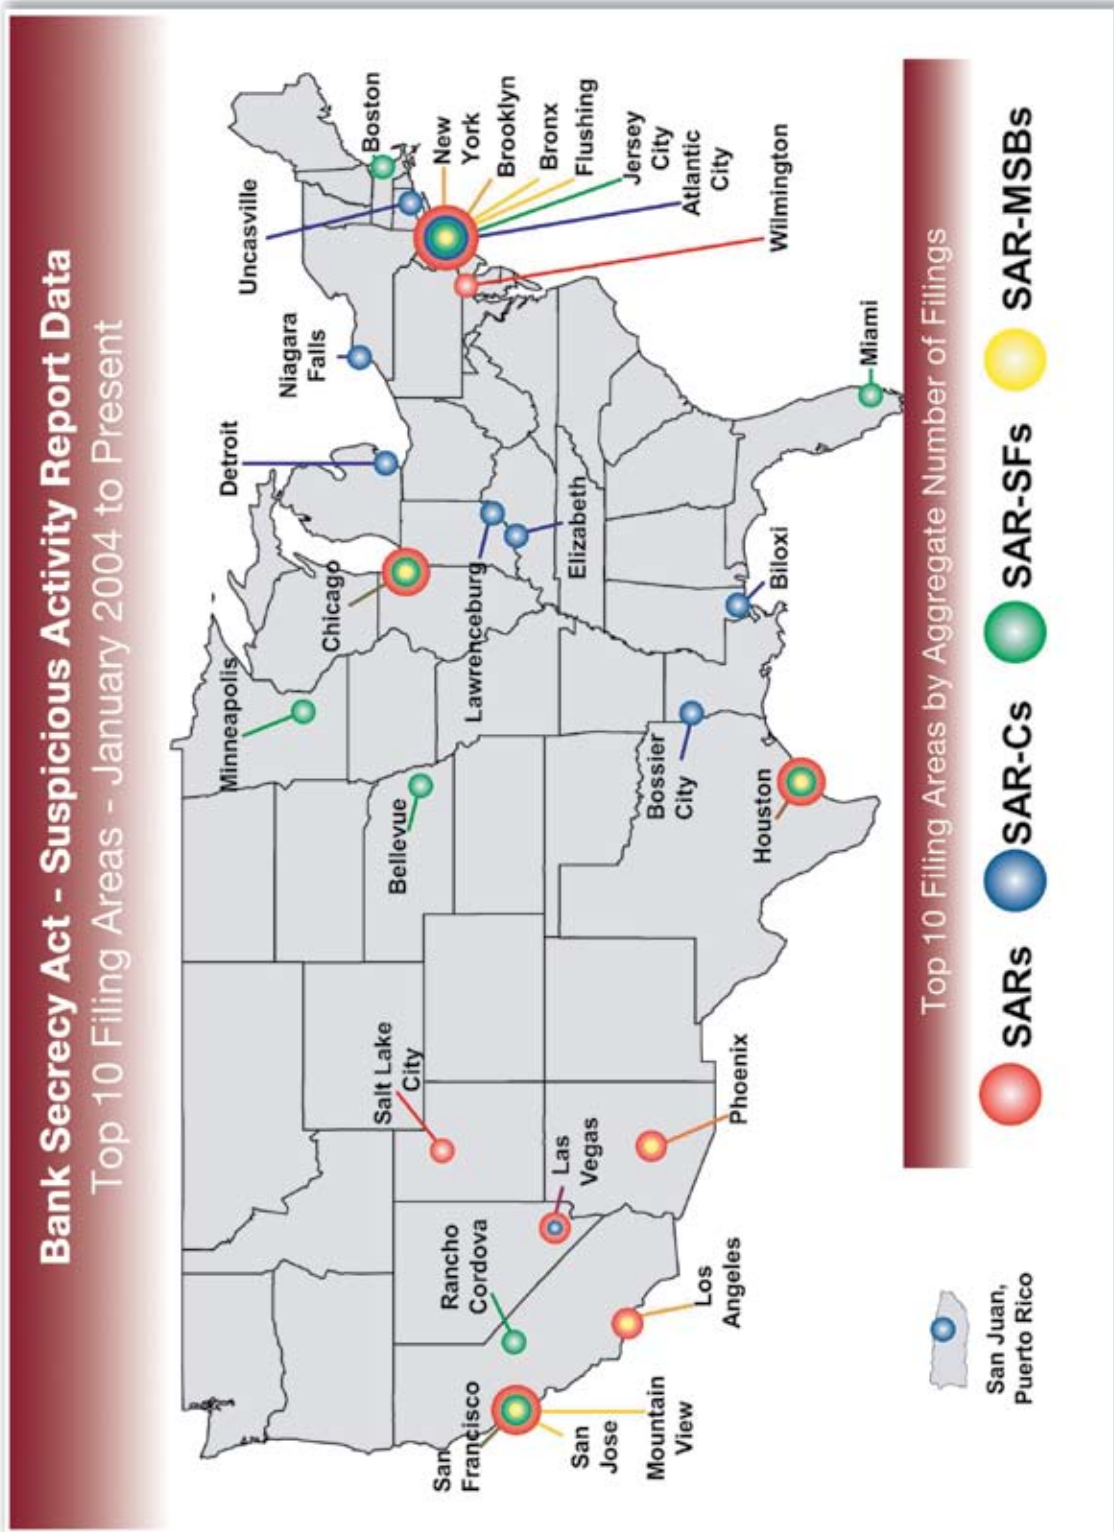 Bank Secrecy Act - Suspicious Activity Report Data
Top 10 Filing Areas - January 2004 to Present
Boston
Uncasville
New
York
Brooklyn
Bronx
Flushing
Jersey
City
Atlantic
City
Wilmington
Niagara
Falls
Detroit
Chicago
Lawrenceburg
Elizabeth
Minneapolis
Bellevue
Biloxi
Miami
Bossier
City
Houston
Salt Lake
City
Las
Vegas
Phoenix
Rancho
Cordova
Los
Angeles
San
Francisco
San
Jose
Mountain
View
San Juan,
Puerto Rico
Top 10 Filing Areas by Aggregate Number of Filings
SARs
SAR-Cs
SAR-SFs
SAR-MSBs